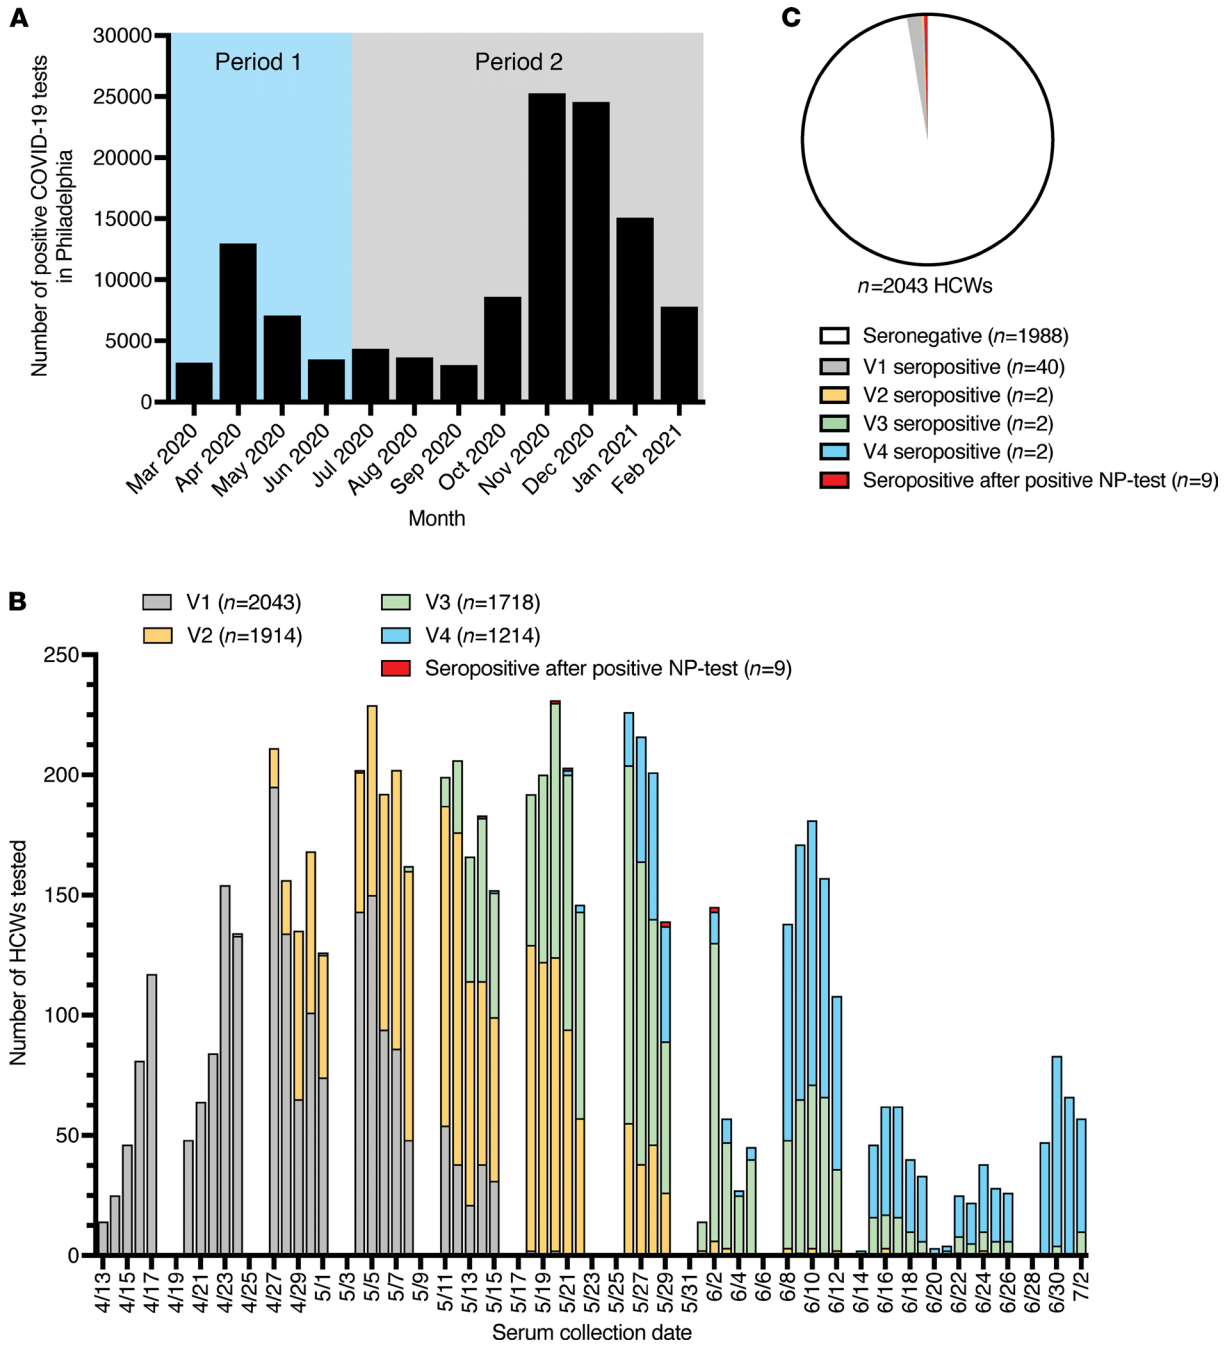 A
Number of positive COVID-19 tests
in Philadelphia
30000
25000
20000
15000
10000
5000
0
Period 1
Period 2
Mar 2020
Apr 2020
May 2020
Jun 2020
Jul 2020
Aug 2020
Sep 2020
Oct 2020
Nov 2020
Dec 2020
Jan 2021
Feb 2021
Month
C
n=2043 HCWs
Seronegative (n=1988)
V1 seropositive (n=40)
V2 seropositive (n=2)
V3 seropositive (n=2)
V4 seropositive (n=2)
Seropositive after positive NP-test (n=9)
B
V1 (n=2043)
V2 (n=1914)
V3 (n=1718)
V4 (n=1214)
Seropositive after positive NP-test (n=9)
Number of HCWs tested
250
200
150
100
50
0
4/13
4/15
4/17
4/19
4/21
4/23
4/25
4/27
4/29
5/1
5/3
5/5
5/7
5/9
5/11
5/13
5/15
5/17
5/19
5/21
5/23
5/25
5/27
5/29
5/31
6/2
6/4
6/6
6/8
6/10
6/12
6/14
6/16
6/18
6/20
6/22
6/24
6/26
6/28
6/30
7/2
Serum collection date